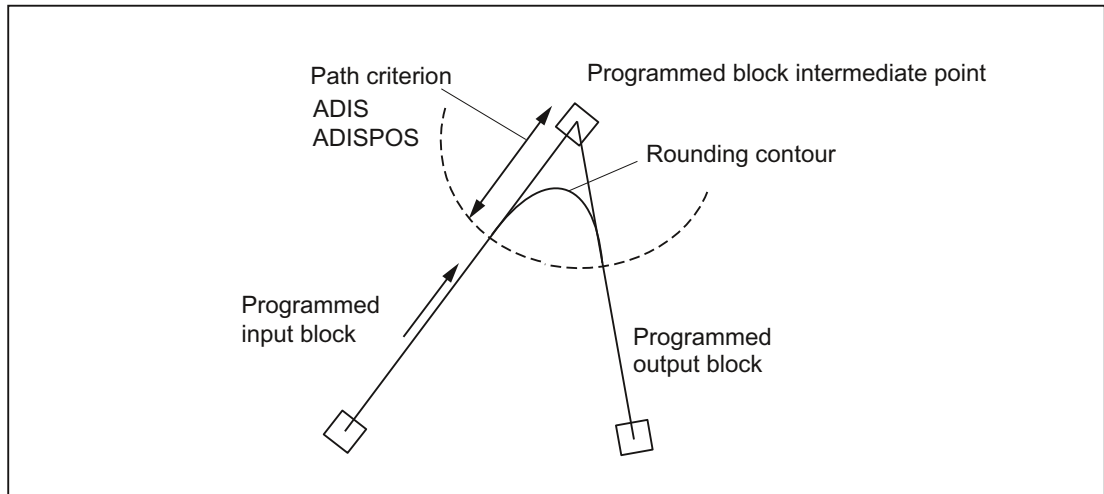 Path criterion
ADIS
ADISPOS
Programmed block intermediate point
Rounding contour
Programmed
input block
Programmed
output block